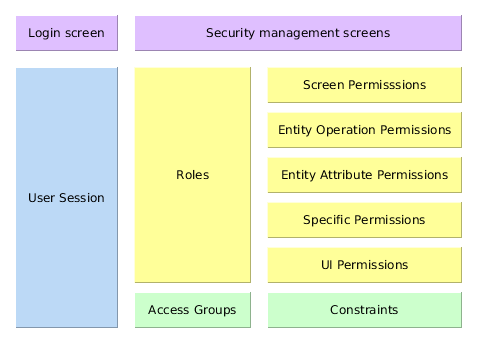 Login screen
Security management screens
User Session
Roles
Screen Permisssions
Entity Operation Permissions
Entity Attribute Permissions
Specific Permissions
UI Permissions
Access Groups
Constraints